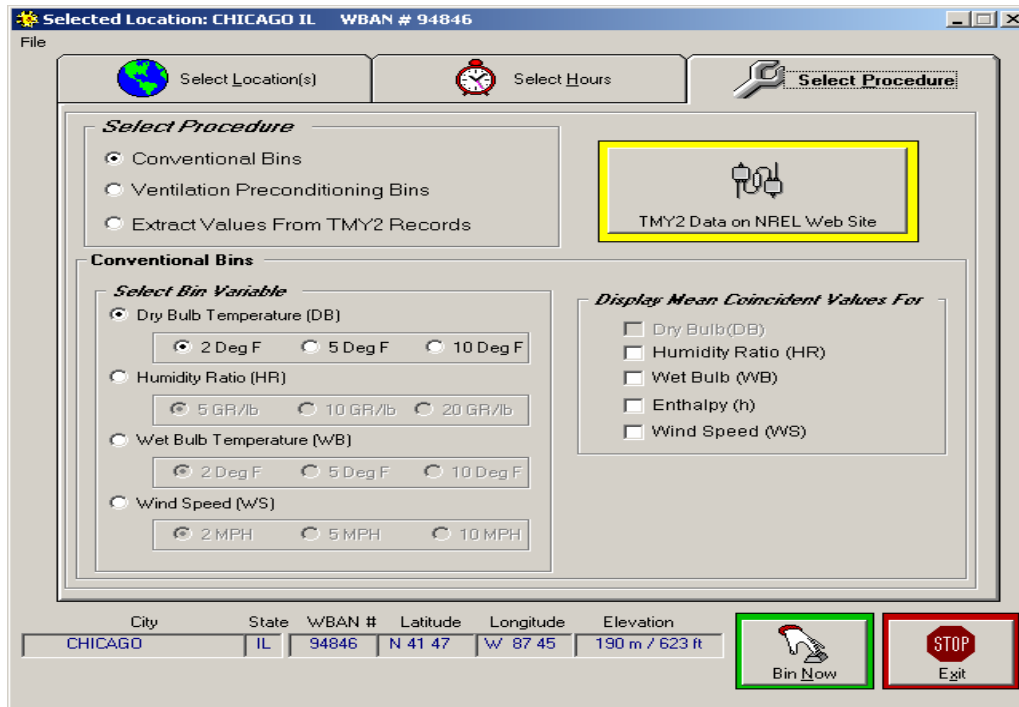 Selected Location: CHICAGO IL WBAN # 94846
File
Select Location(s)
Select Hours
Select Procedure
Select Procedure
Conventional Bins
Ventilation Preconditioning Bins
Extract Values From TMY2 Records
TMY2 Data on NREL Web Site
Conventional Bins
Select Bin Variable
Dry Bulb Temperature (DB)
2 Deg F 5 Deg F 10 Deg F
Humidity Ratio (HR)
5 GR/lb 10 GR/lb 20 GR/lb
Wet Bulb Temperature (WB)
2 Deg F 5 Deg F 10 Deg F
Wind Speed (WS)
2 MPH 5 MPH 10 MPH
Display Mean Coincident Values For
Dry Bulb(DB)
Humidity Ratio (HR)
Wet Bulb (WB)
Enthalpy (h)
Wind Speed (WS)
City State WBAN # Latitude Longitude Elevation
CHICAGO IL 94846 N 41 47 W 87 45 190 m / 623 ft
Bin Now
STOP
Exit